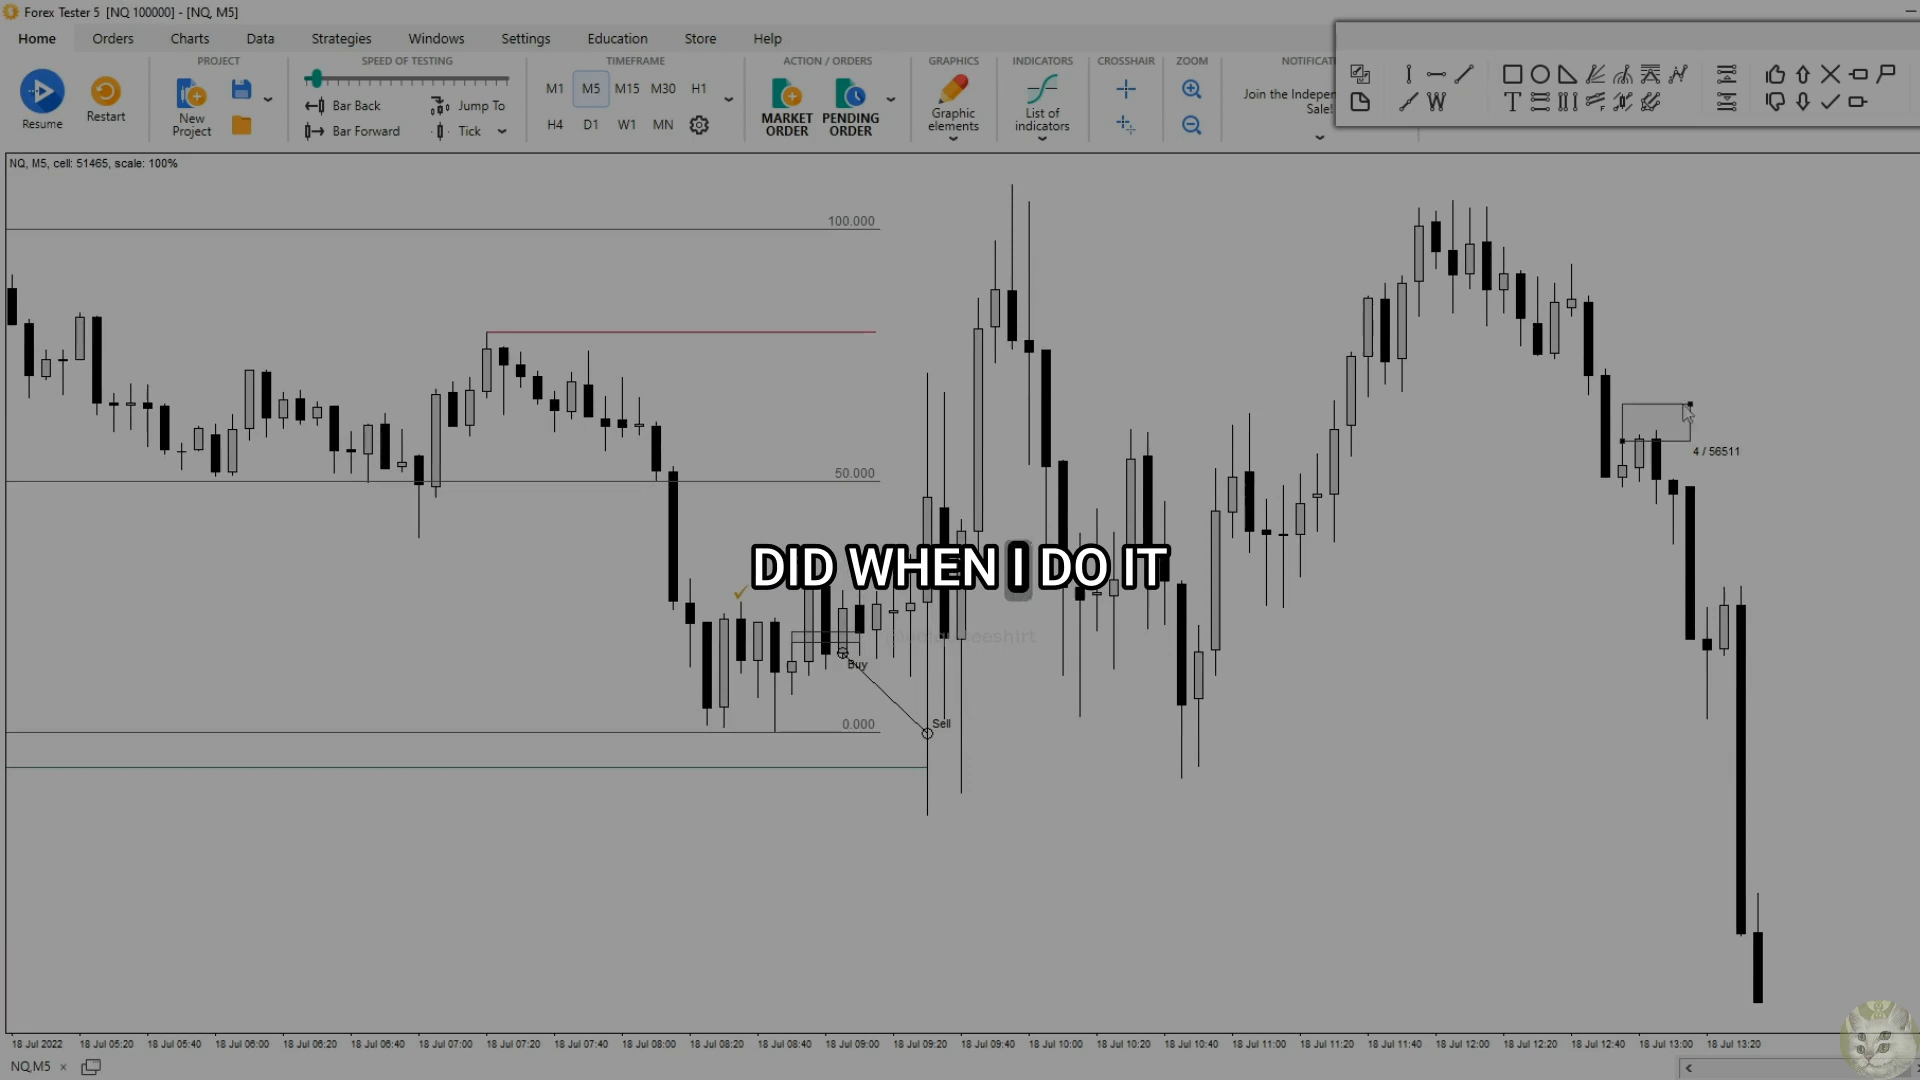 Forex Tester 5 [NQ 100000] - [NQ, M5]
Home Orders Charts Data Strategies Windows Settings Education Store Help
PROJECT SPEED OF TESTING TIMEFRAME ACTION / ORDERS GRAPHICS INDICATORS CROSSHAIR ZOOM
Resume Restart New Project
Bar Back Jump To
Bar Forward Tick
M1 M5 M15 M30 H1
H4 D1 W1 MN
MARKET ORDER PENDING ORDER
Graphic elements
List of indicators
Join the
Sale!
NQ, M5, cell: 51465, scale: 100%
100.000
50.000
4 / 56511
DID WHEN I DO IT
Buy
Sell
0.000
18 Jul 2022 18 Jul 05:20 18 Jul 05:40 18 Jul 06:00 18 Jul 06:20 18 Jul 06:40 18 Jul 07:00 18 Jul 07:20 18 Jul 07:40 18 Jul 08:00 18 Jul 08:20 18 Jul 08:40 18 Jul 09:00 18 Jul 09:20 18 Jul 09:40 18 Jul 10:00 18 Jul 10:20 18 Jul 10:40 18 Jul 11:00 18 Jul 11:20 18 Jul 11:40 18 Jul 12:00 18 Jul 12:20 18 Jul 12:40 18 Jul 13:00 18 Jul 13:20
NQ,M5